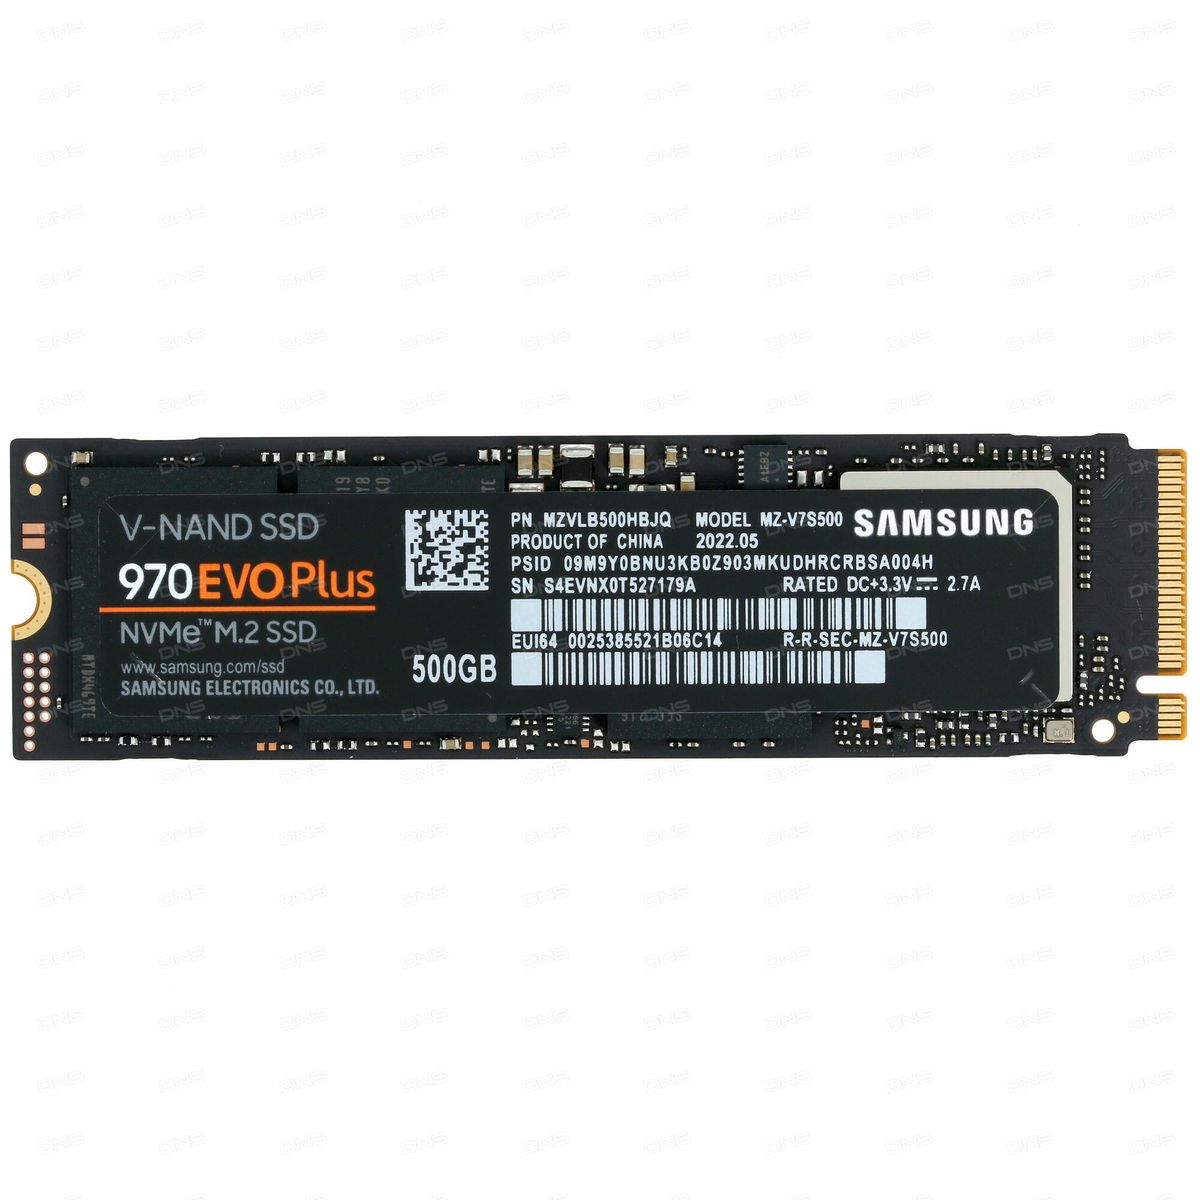 V-NAND SSD
970 EVO Plus
NVMe™ M.2 SSD
www.samsung.com/ssd
SAMSUNG ELECTRONICS CO., LTD.
500GB
PN MZVLB500HBJQ MODEL MZ-V7S500
PRODUCT OF CHINA 2022.05
PSID 09M9Y0BNU3KB0Z903MKUDHRCRBSA004H
SN S4EVNX0T527179A RATED DC+3.3V⎓ 2.7A
EUI64 0025385521B06C14 R-R-SEC-MZ-V7S500
SAMSUNG
DNS